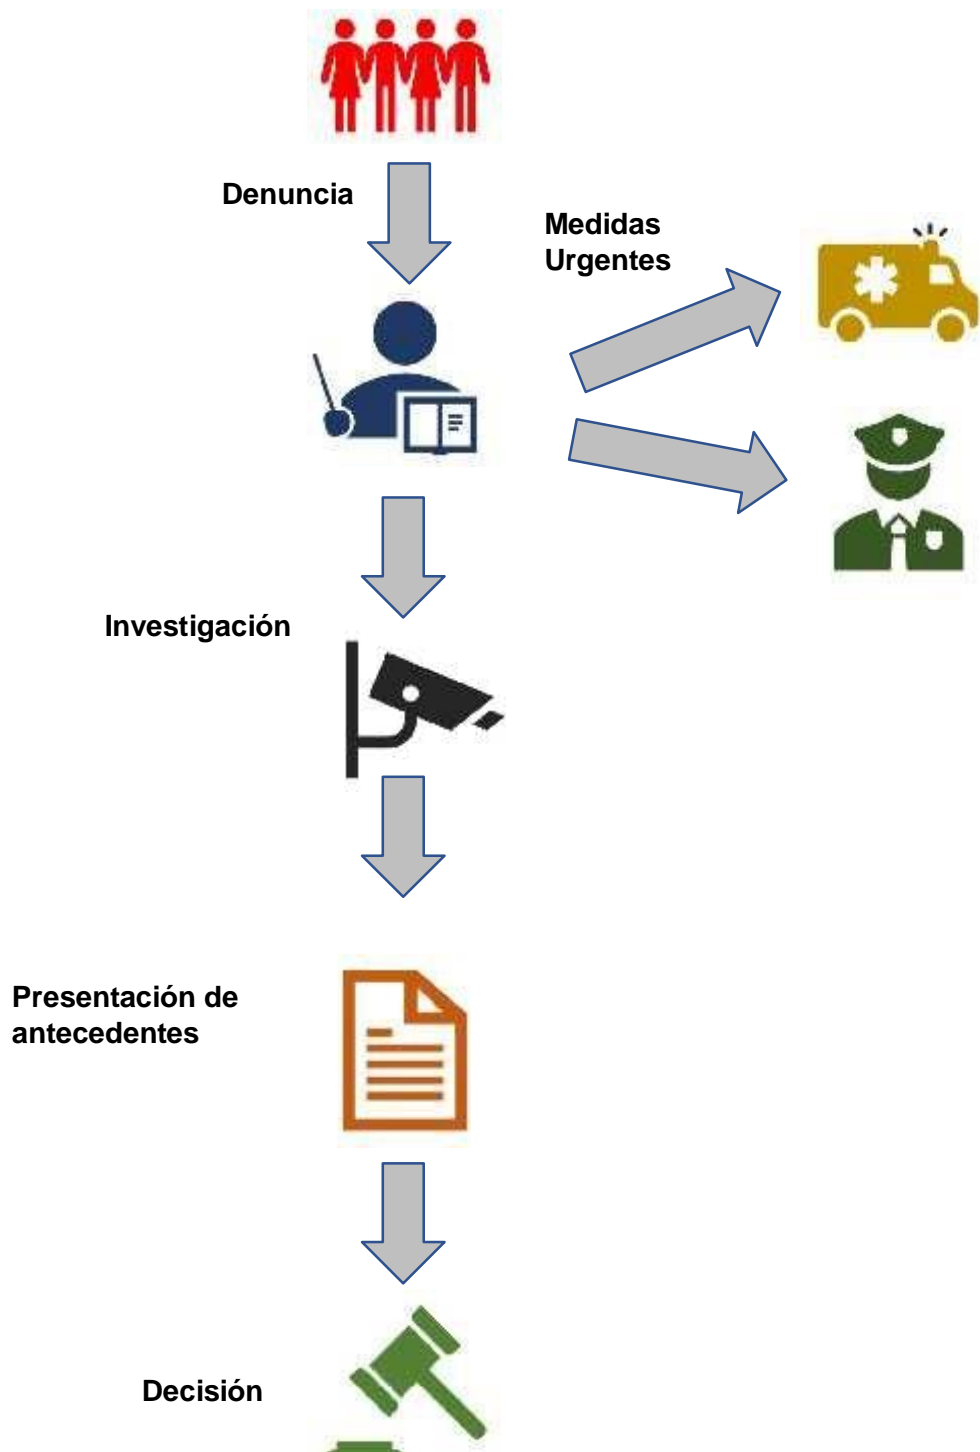 Denuncia
Medidas
Urgentes
Investigación
Presentación de
antecedentes
Decisión